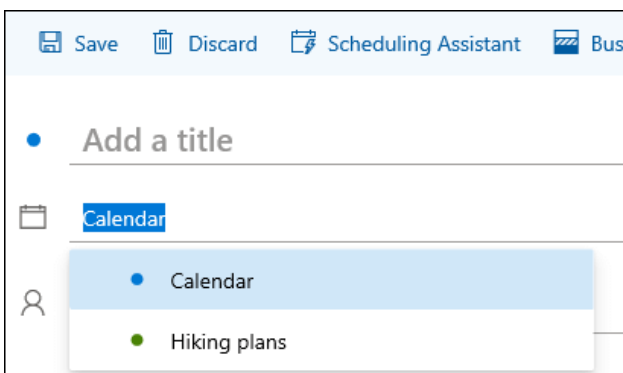 Save Discard Scheduling Assistant Bus
Add a title
Calendar
Calendar
Hiking plans